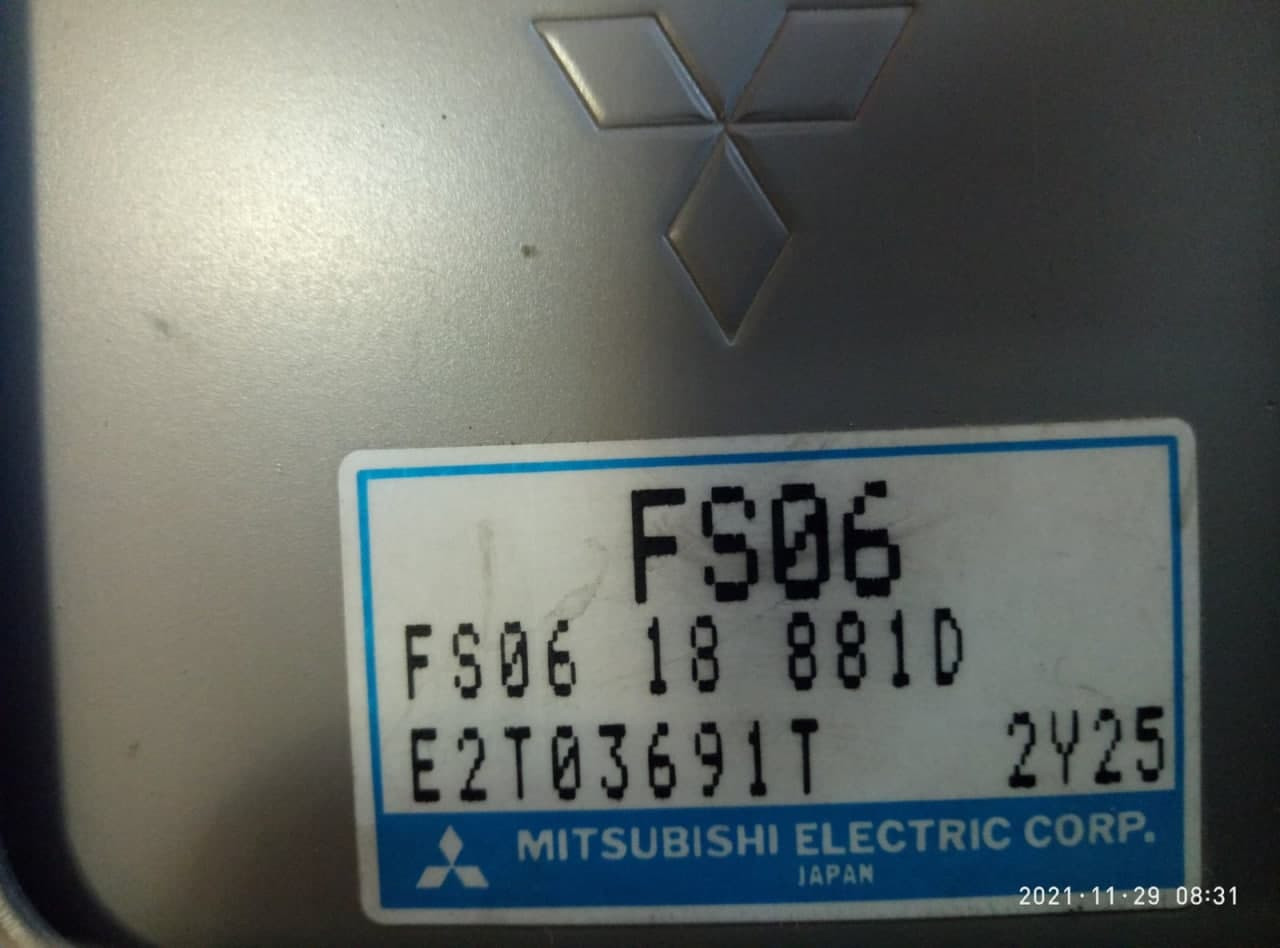 FS06
FS06 18 881D
E2T03691T 2Y25
MITSUBISHI ELECTRIC CORP.
JAPAN
2021·11·29 08:31